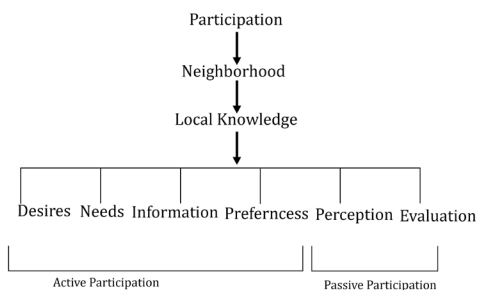 Participation
Neighborhood
Local Knowledge
Desires Needs Information Preferncess Perception Evaluation
Active Participation Passive Participation